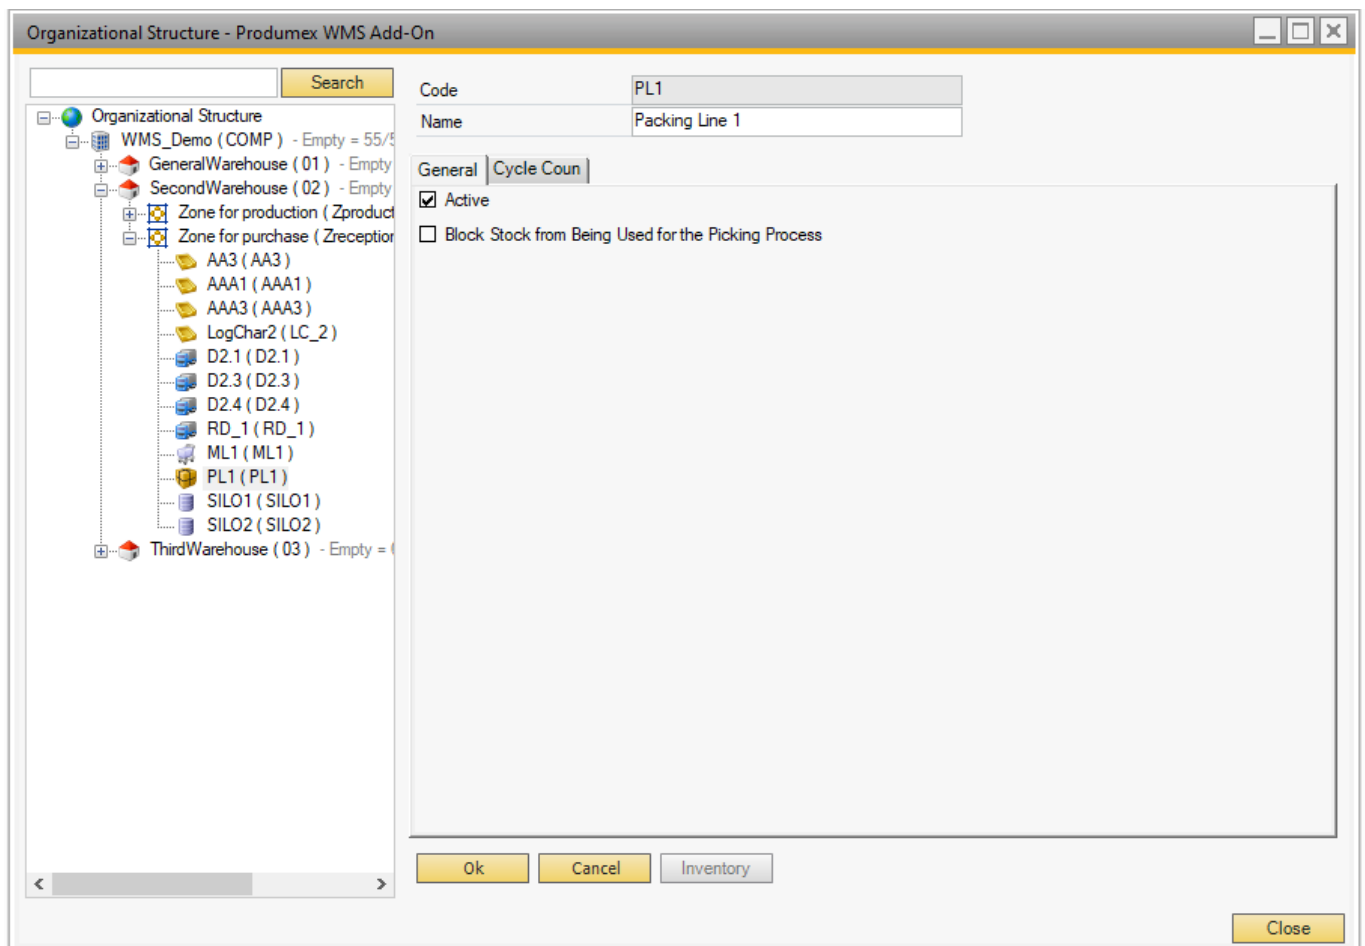 Organizational Structure - Produmex WMS Add-On
Search
Organizational Structure
WMS_Demo ( COMP ) - Empty = 55/5
GeneralWarehouse ( 01 ) - Empty
SecondWarehouse ( 02 ) - Empty
Zone for production ( Zproduct
Zone for purchase ( Zreception
AA3 ( AA3 )
AAA1 ( AAA1 )
AAA3 ( AAA3 )
LogChar2 ( LC_2 )
D2.1 ( D2.1 )
D2.3 ( D2.3 )
D2.4 ( D2.4 )
RD_1 ( RD_1 )
ML1 ( ML1 )
PL1 ( PL1 )
SILO1 ( SILO1 )
SILO2 ( SILO2 )
ThirdWarehouse ( 03 ) - Empty =
Code PL1
Name Packing Line 1
General Cycle Coun
Active
Block Stock from Being Used for the Picking Process
Ok Cancel Inventory
Close